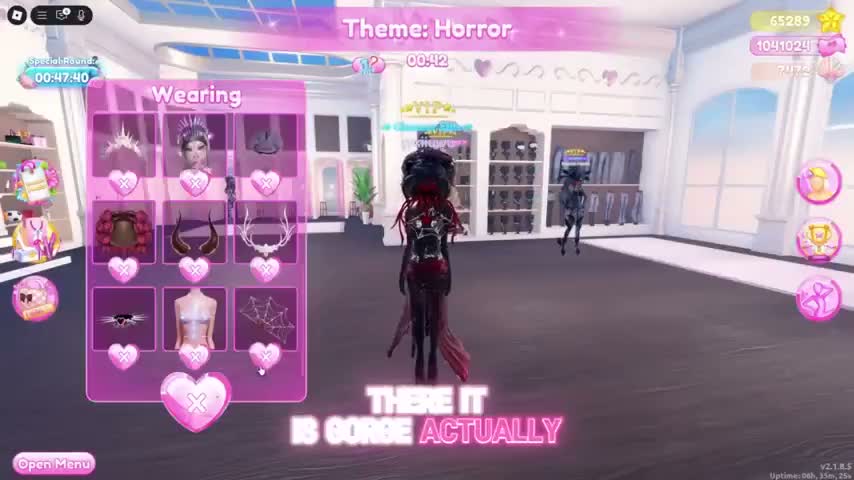 Theme: Horror
00:42
65289
1041024
7472
Special Round:
00:47:40
Wearing
THERE IT
IS GORGE ACTUALLY
Open Menu
v2.1.8.5
Uptime: 06h, 35m, 25s